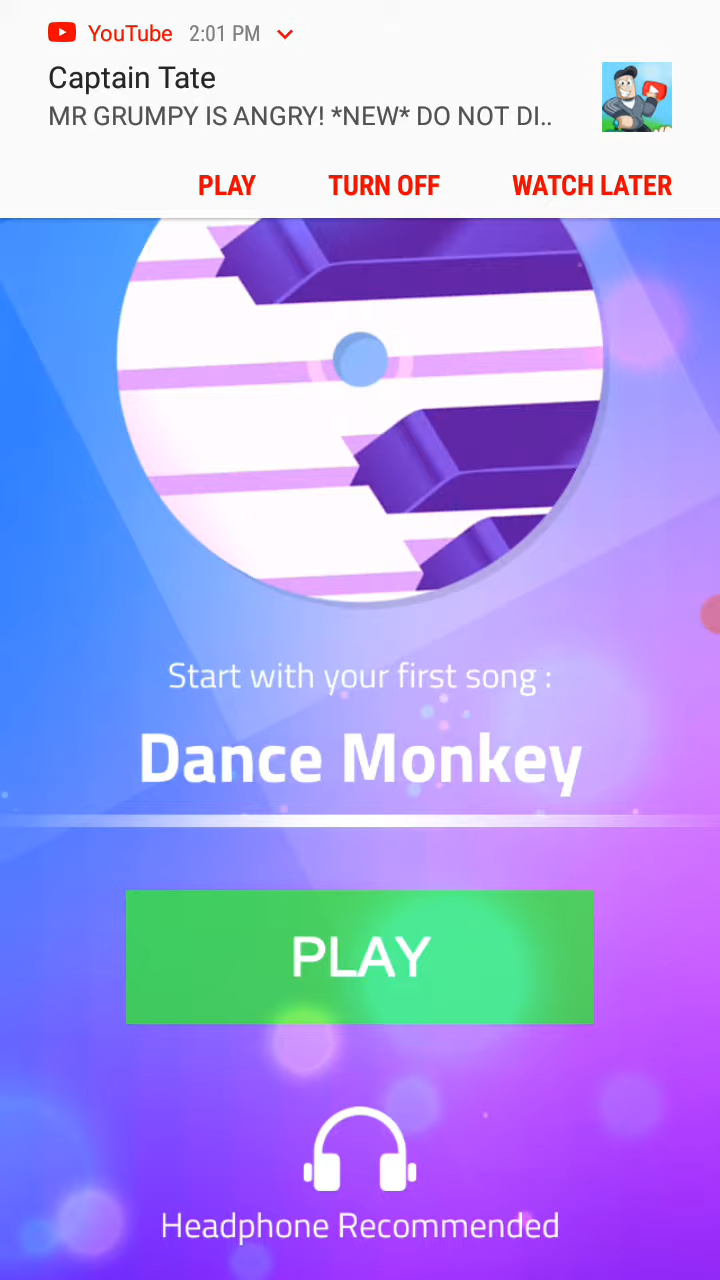 YouTube 2:01 PM
Captain Tate
MR GRUMPY IS ANGRY! *NEW* DO NOT DI..
PLAY TURN OFF WATCH LATER
Start with your first song :
Dance Monkey
PLAY
Headphone Recommended